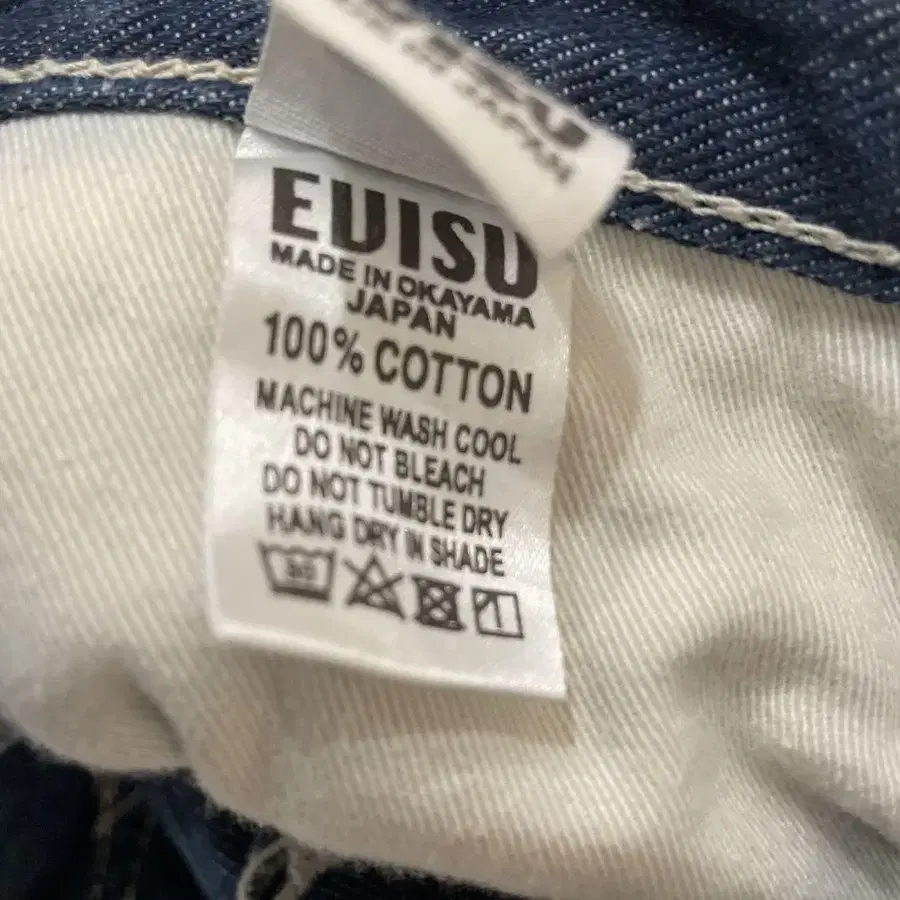 JAPAN
EVISU
MADE IN OKAYAMA
JAPAN
100% COTTON
MACHINE WASH COOL
DO NOT BLEACH
DO NOT TUMBLE DRY
HANG DRY IN SHADE
30